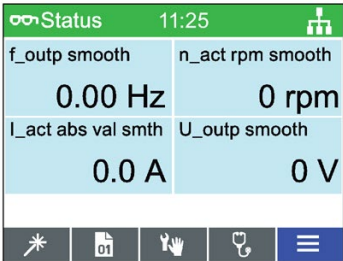 Status 11:25
f_outp smooth n_act rpm smooth
0.00 Hz 0 rpm
I_act abs val smth U_outp smooth
0.0 A 0 V
01